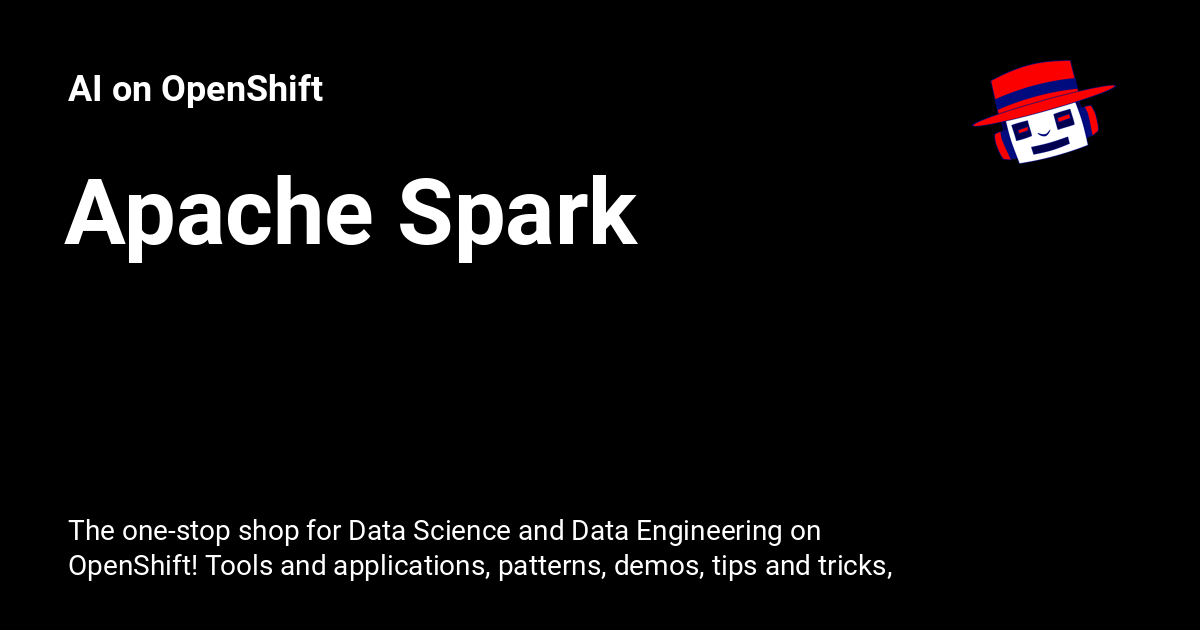 AI on OpenShift
Apache Spark
The one-stop shop for Data Science and Data Engineering on
OpenShift! Tools and applications, patterns, demos, tips and tricks,